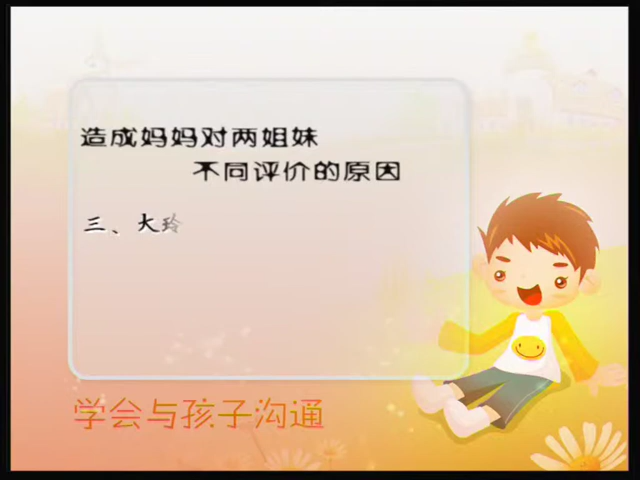 造成妈妈对两姐妹
不同评价的原因
三、大玲
学会与孩子沟通